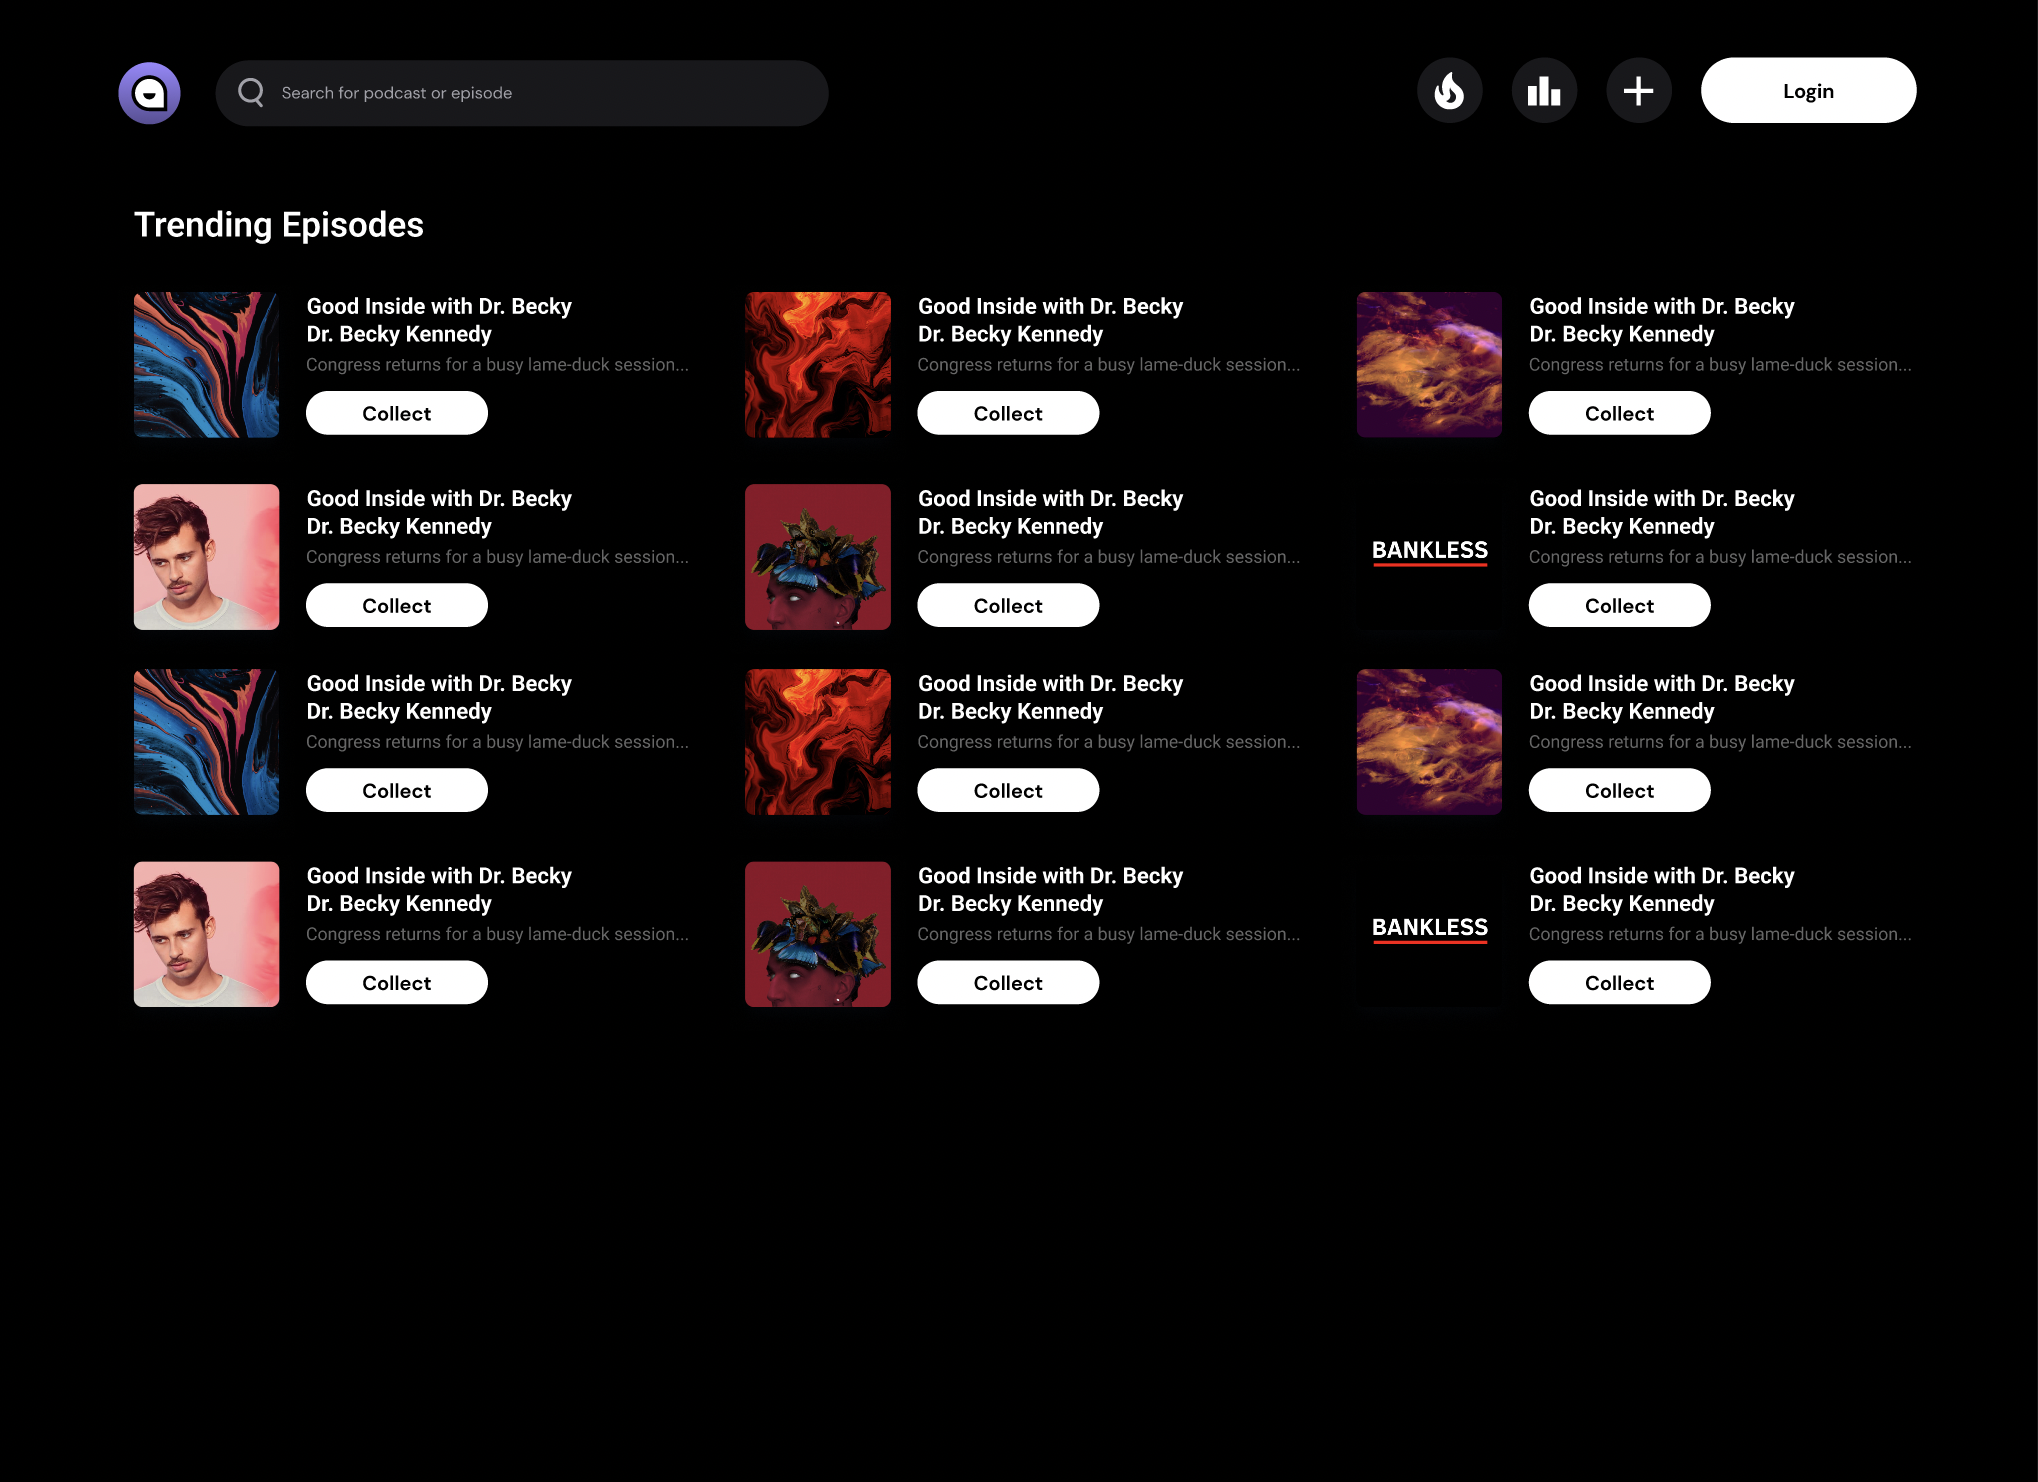 Search for podcast or episode
Login
Trending Episodes
Good Inside with Dr. Becky
Dr. Becky Kennedy
Congress returns for a busy lame-duck session...
Collect
Good Inside with Dr. Becky
Dr. Becky Kennedy
Congress returns for a busy lame-duck session...
Collect
Good Inside with Dr. Becky
Dr. Becky Kennedy
Congress returns for a busy lame-duck session...
Collect
Good Inside with Dr. Becky
Dr. Becky Kennedy
Congress returns for a busy lame-duck session...
Collect
Good Inside with Dr. Becky
Dr. Becky Kennedy
Congress returns for a busy lame-duck session...
Collect
BANKLESS
Good Inside with Dr. Becky
Dr. Becky Kennedy
Congress returns for a busy lame-duck session...
Collect
Good Inside with Dr. Becky
Dr. Becky Kennedy
Congress returns for a busy lame-duck session...
Collect
Good Inside with Dr. Becky
Dr. Becky Kennedy
Congress returns for a busy lame-duck session...
Collect
Good Inside with Dr. Becky
Dr. Becky Kennedy
Congress returns for a busy lame-duck session...
Collect
Good Inside with Dr. Becky
Dr. Becky Kennedy
Congress returns for a busy lame-duck session...
Collect
Good Inside with Dr. Becky
Dr. Becky Kennedy
Congress returns for a busy lame-duck session...
Collect
BANKLESS
Good Inside with Dr. Becky
Dr. Becky Kennedy
Congress returns for a busy lame-duck session...
Collect